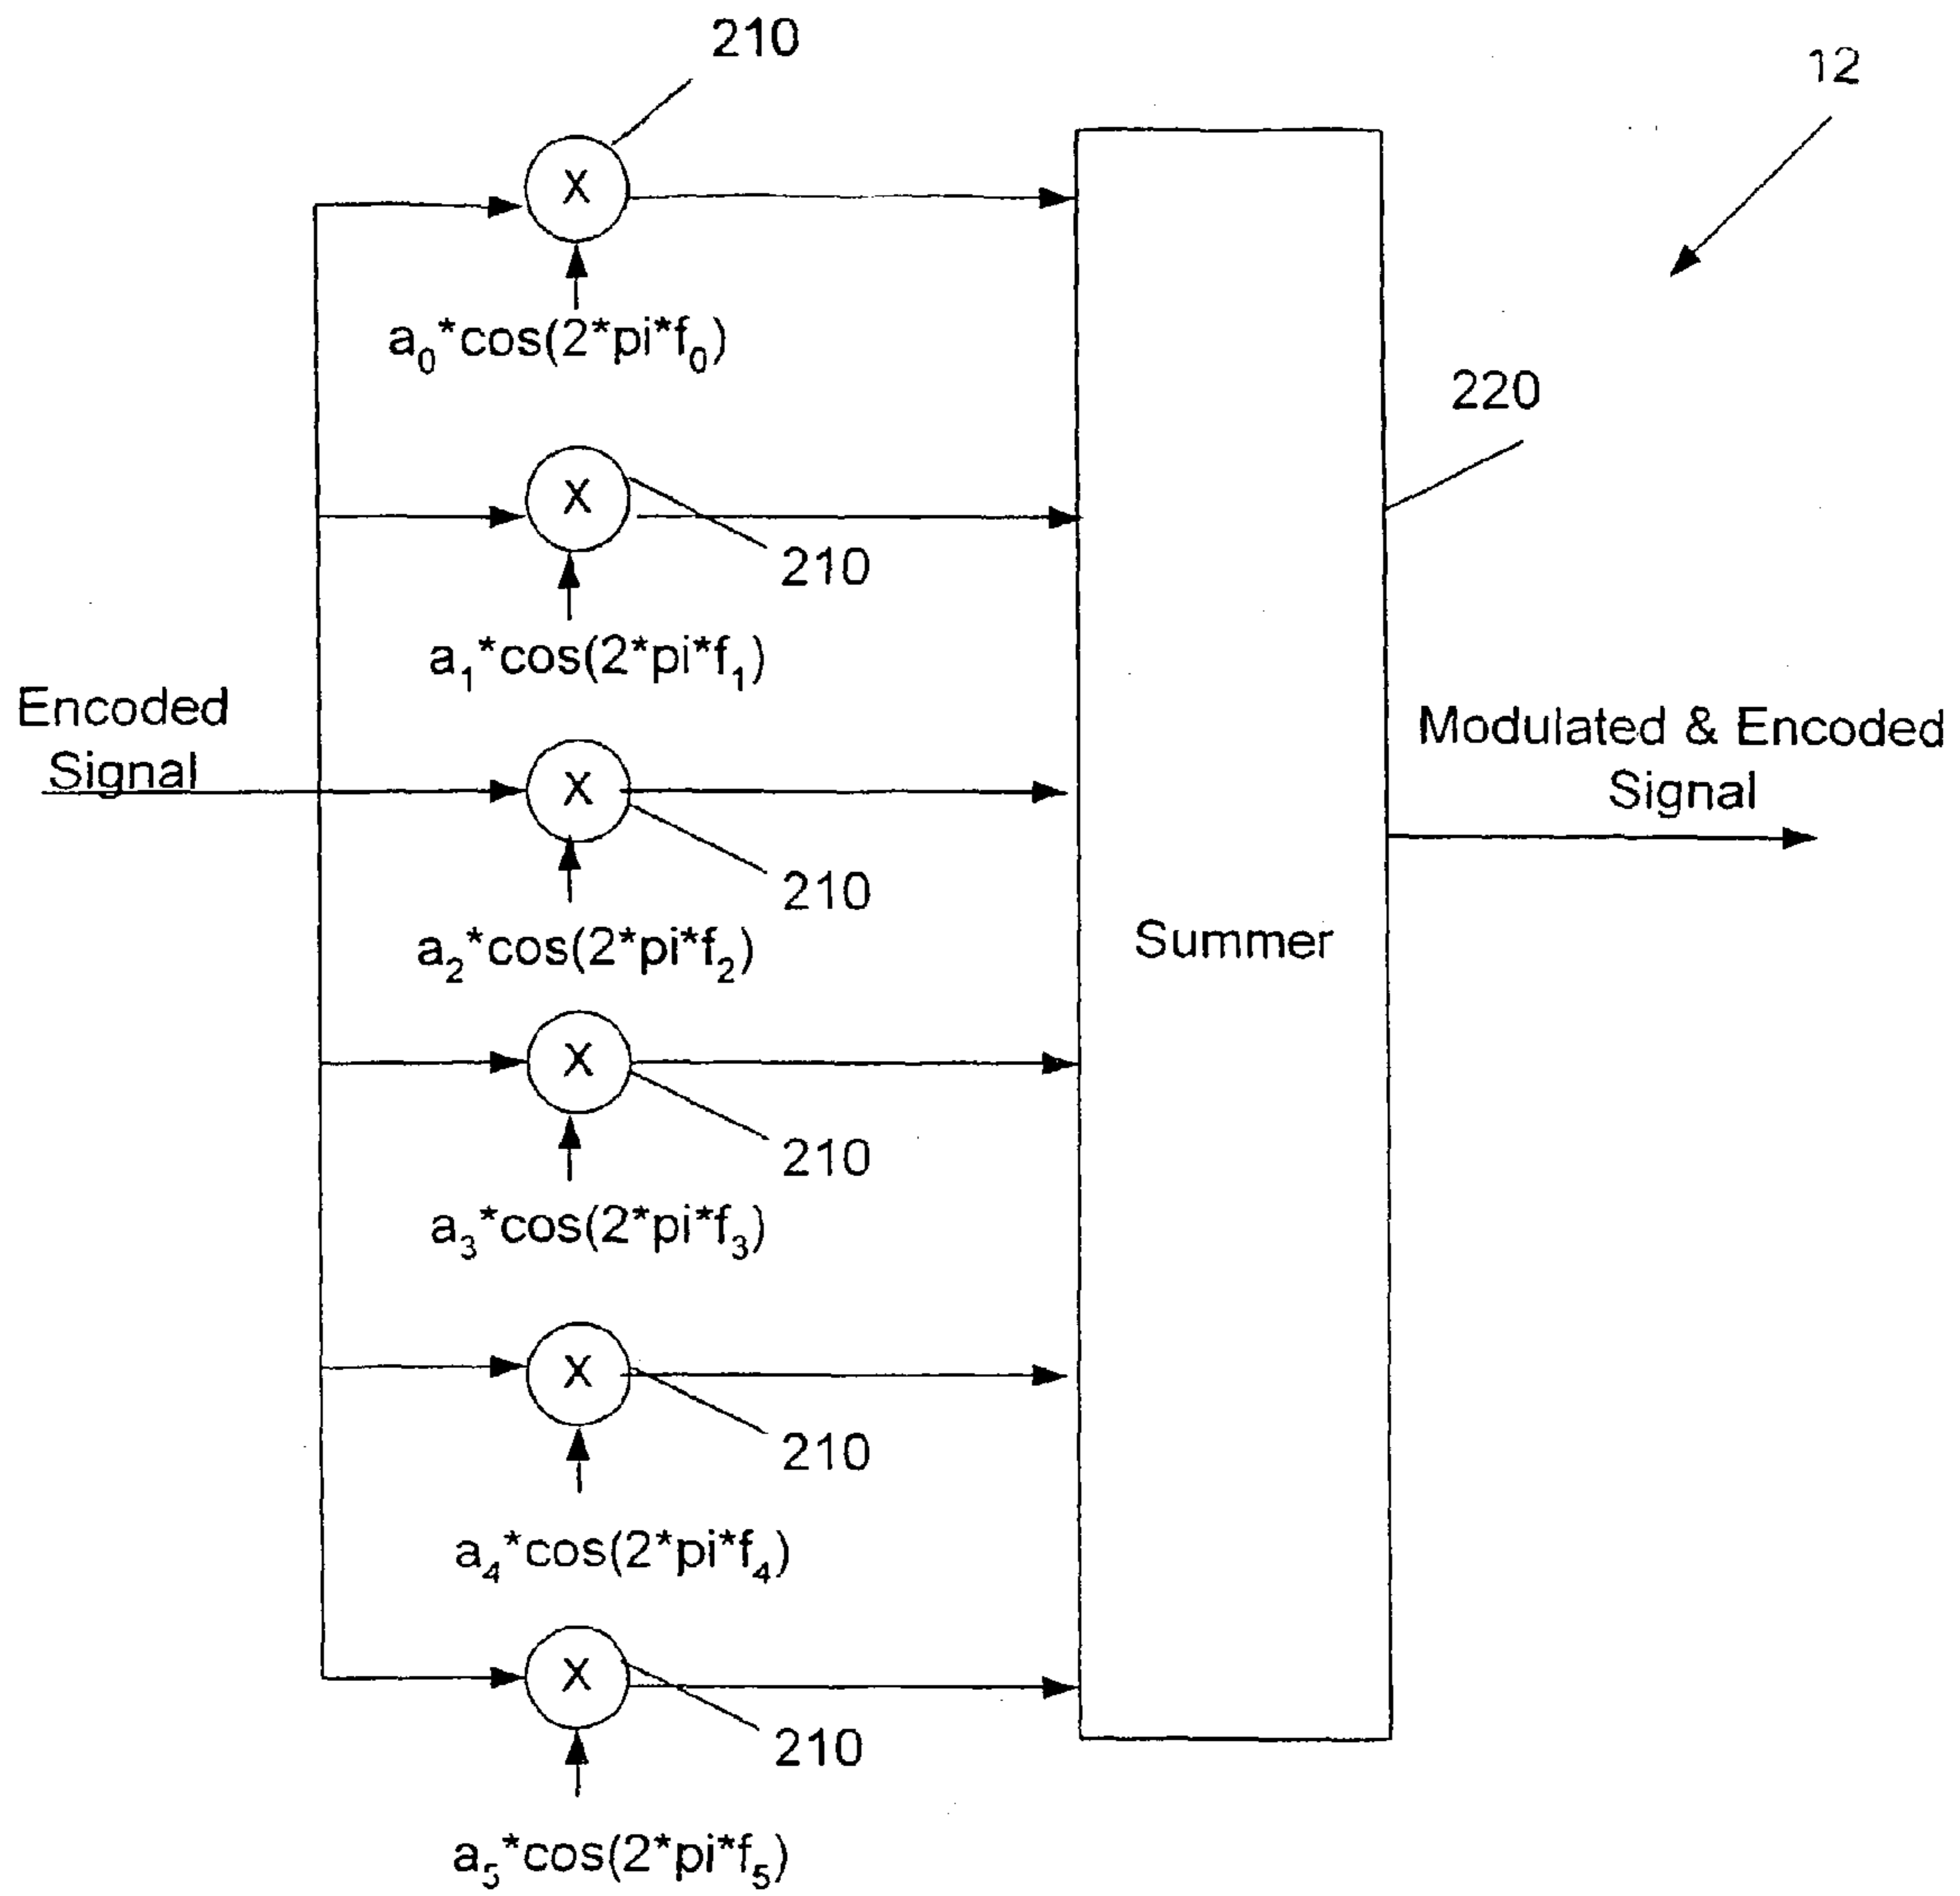 210
12
X
a₀*cos(2*pi*f₀)
220
X
210
a₁*cos(2*pi*f₁)
Encoded
Signal
X
Modulated & Encoded
Signal
210
a₂*cos(2*pi*f₂)
Summer
X
210
a₃*cos(2*pi*f₃)
X
210
a₄*cos(2*pi*f₄)
X
210
a₅*cos(2*pi*f₅)